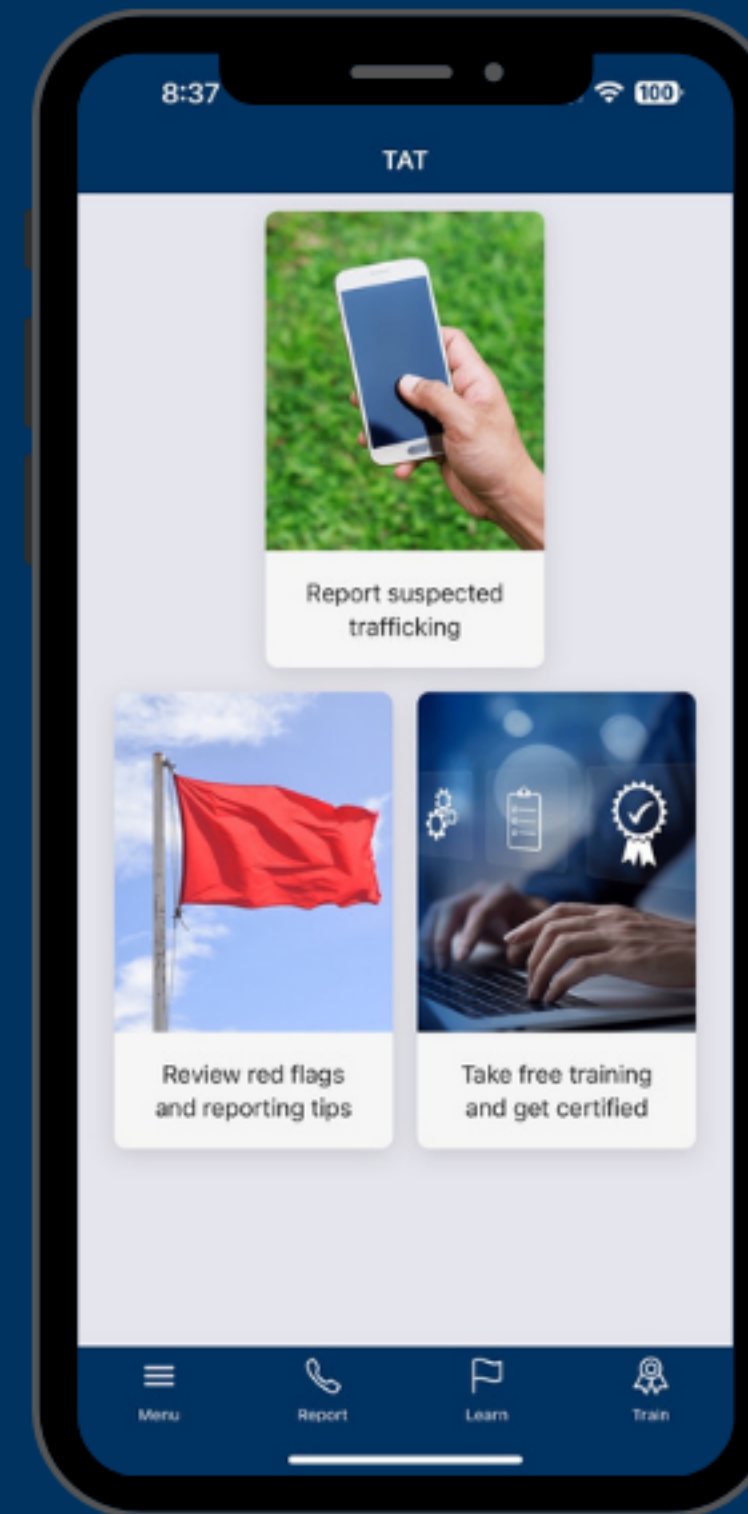 8:37
100
TAT
Report suspected
trafficking
Review red flags
and reporting tips
Take free training
and get certified
Menu
Report
Learn
Train